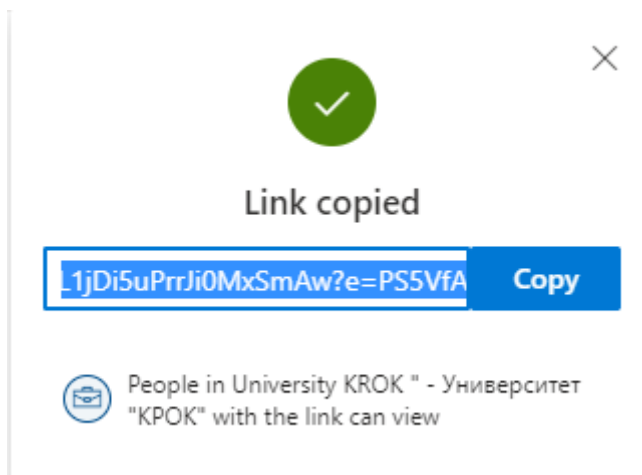 Link copied
L1jDi5uPrrJi0MxSmAw?e=PS5VfA
Copy
People in University KROK " - Университет
"КРОК" with the link can view